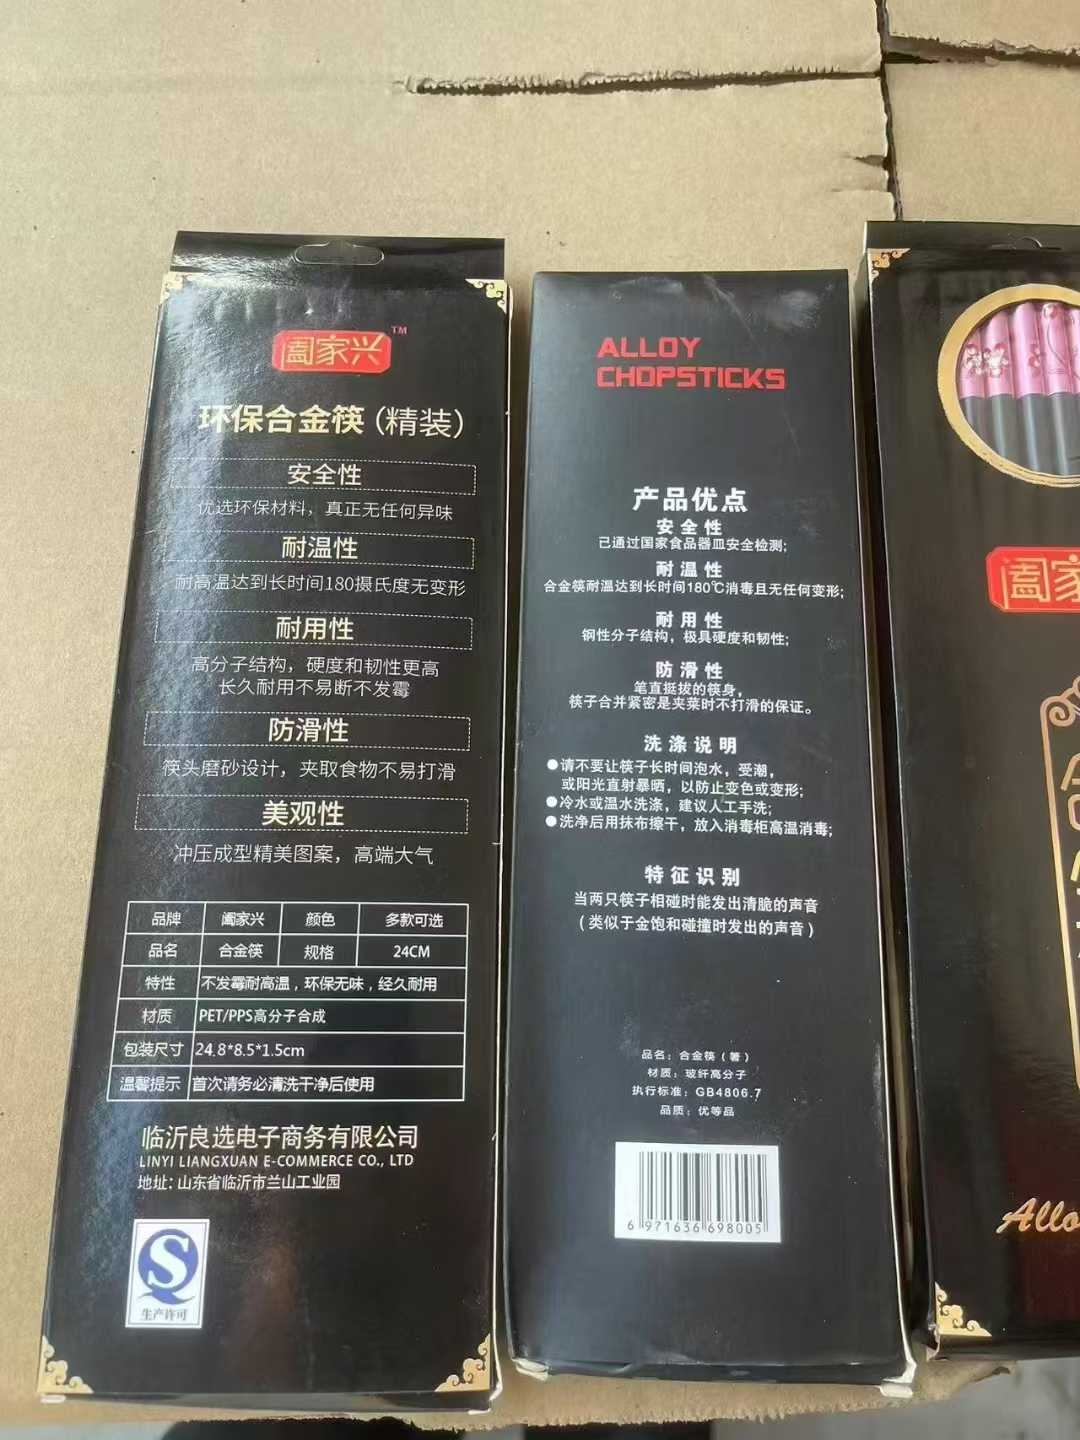 阖家兴™
环保合金筷（精装）
安全性
优选环保材料，真正无任何异味
耐温性
耐高温达到长时间180摄氏度无变形
耐用性
高分子结构，硬度和韧性更高
长久耐用不易断不发霉
防滑性
筷头磨砂设计，夹取食物不易打滑
美观性
冲压成型精美图案，高端大气
品牌 阖家兴 颜色 多款可选
品名 合金筷 规格 24CM
特性 不发霉耐高温，环保无味，经久耐用
材质 PET/PPS高分子合成
包装尺寸 24.8*8.5*1.5cm
温馨提示 首次请务必清洗干净后使用
临沂良选电子商务有限公司
LINYI LIANGXUAN E-COMMERCE CO., LTD
地址：山东省临沂市兰山工业园
S
生产许可
ALLOY
CHOPSTICKS
产品优点
安全性
已通过国家食品器皿安全检测；
耐温性
合金筷耐温达到长时间180℃消毒且无任何变形；
耐用性
钢性分子结构，极具硬度和韧性；
防滑性
笔直挺拔的筷身，
筷子合并紧密是夹菜时不打滑的保证。
洗涤说明
●请不要让筷子长时间泡水，受潮，
或阳光直射暴晒，以防止变色或变形；
●冷水或温水洗涤，建议人工手洗；
●洗净后用抹布擦干，放入消毒柜高温消毒；
特征识别
当两只筷子相碰时能发出清脆的声音
（类似于金饱和碰撞时发出的声音）
品名：合金筷（箸）
材质：玻纤高分子
执行标准：GB4806.7
品质：优等品
6 971636 698005
阖家
Allo